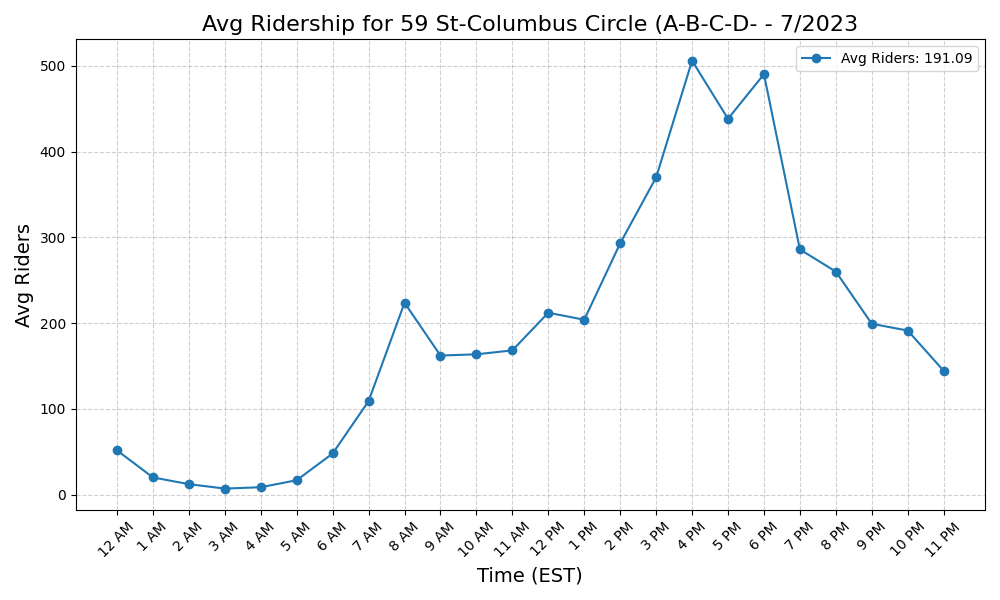 Avg Ridership for 59 St-Columbus Circle (A-B-C-D- - 7/2023
Avg Riders: 191.09
Avg Riders
500
400
300
200
100
0
12 AM
1 AM
2 AM
3 AM
4 AM
5 AM
6 AM
7 AM
8 AM
9 AM
10 AM
11 AM
12 PM
1 PM
2 PM
3 PM
4 PM
5 PM
6 PM
7 PM
8 PM
9 PM
10 PM
11 PM
Time (EST)